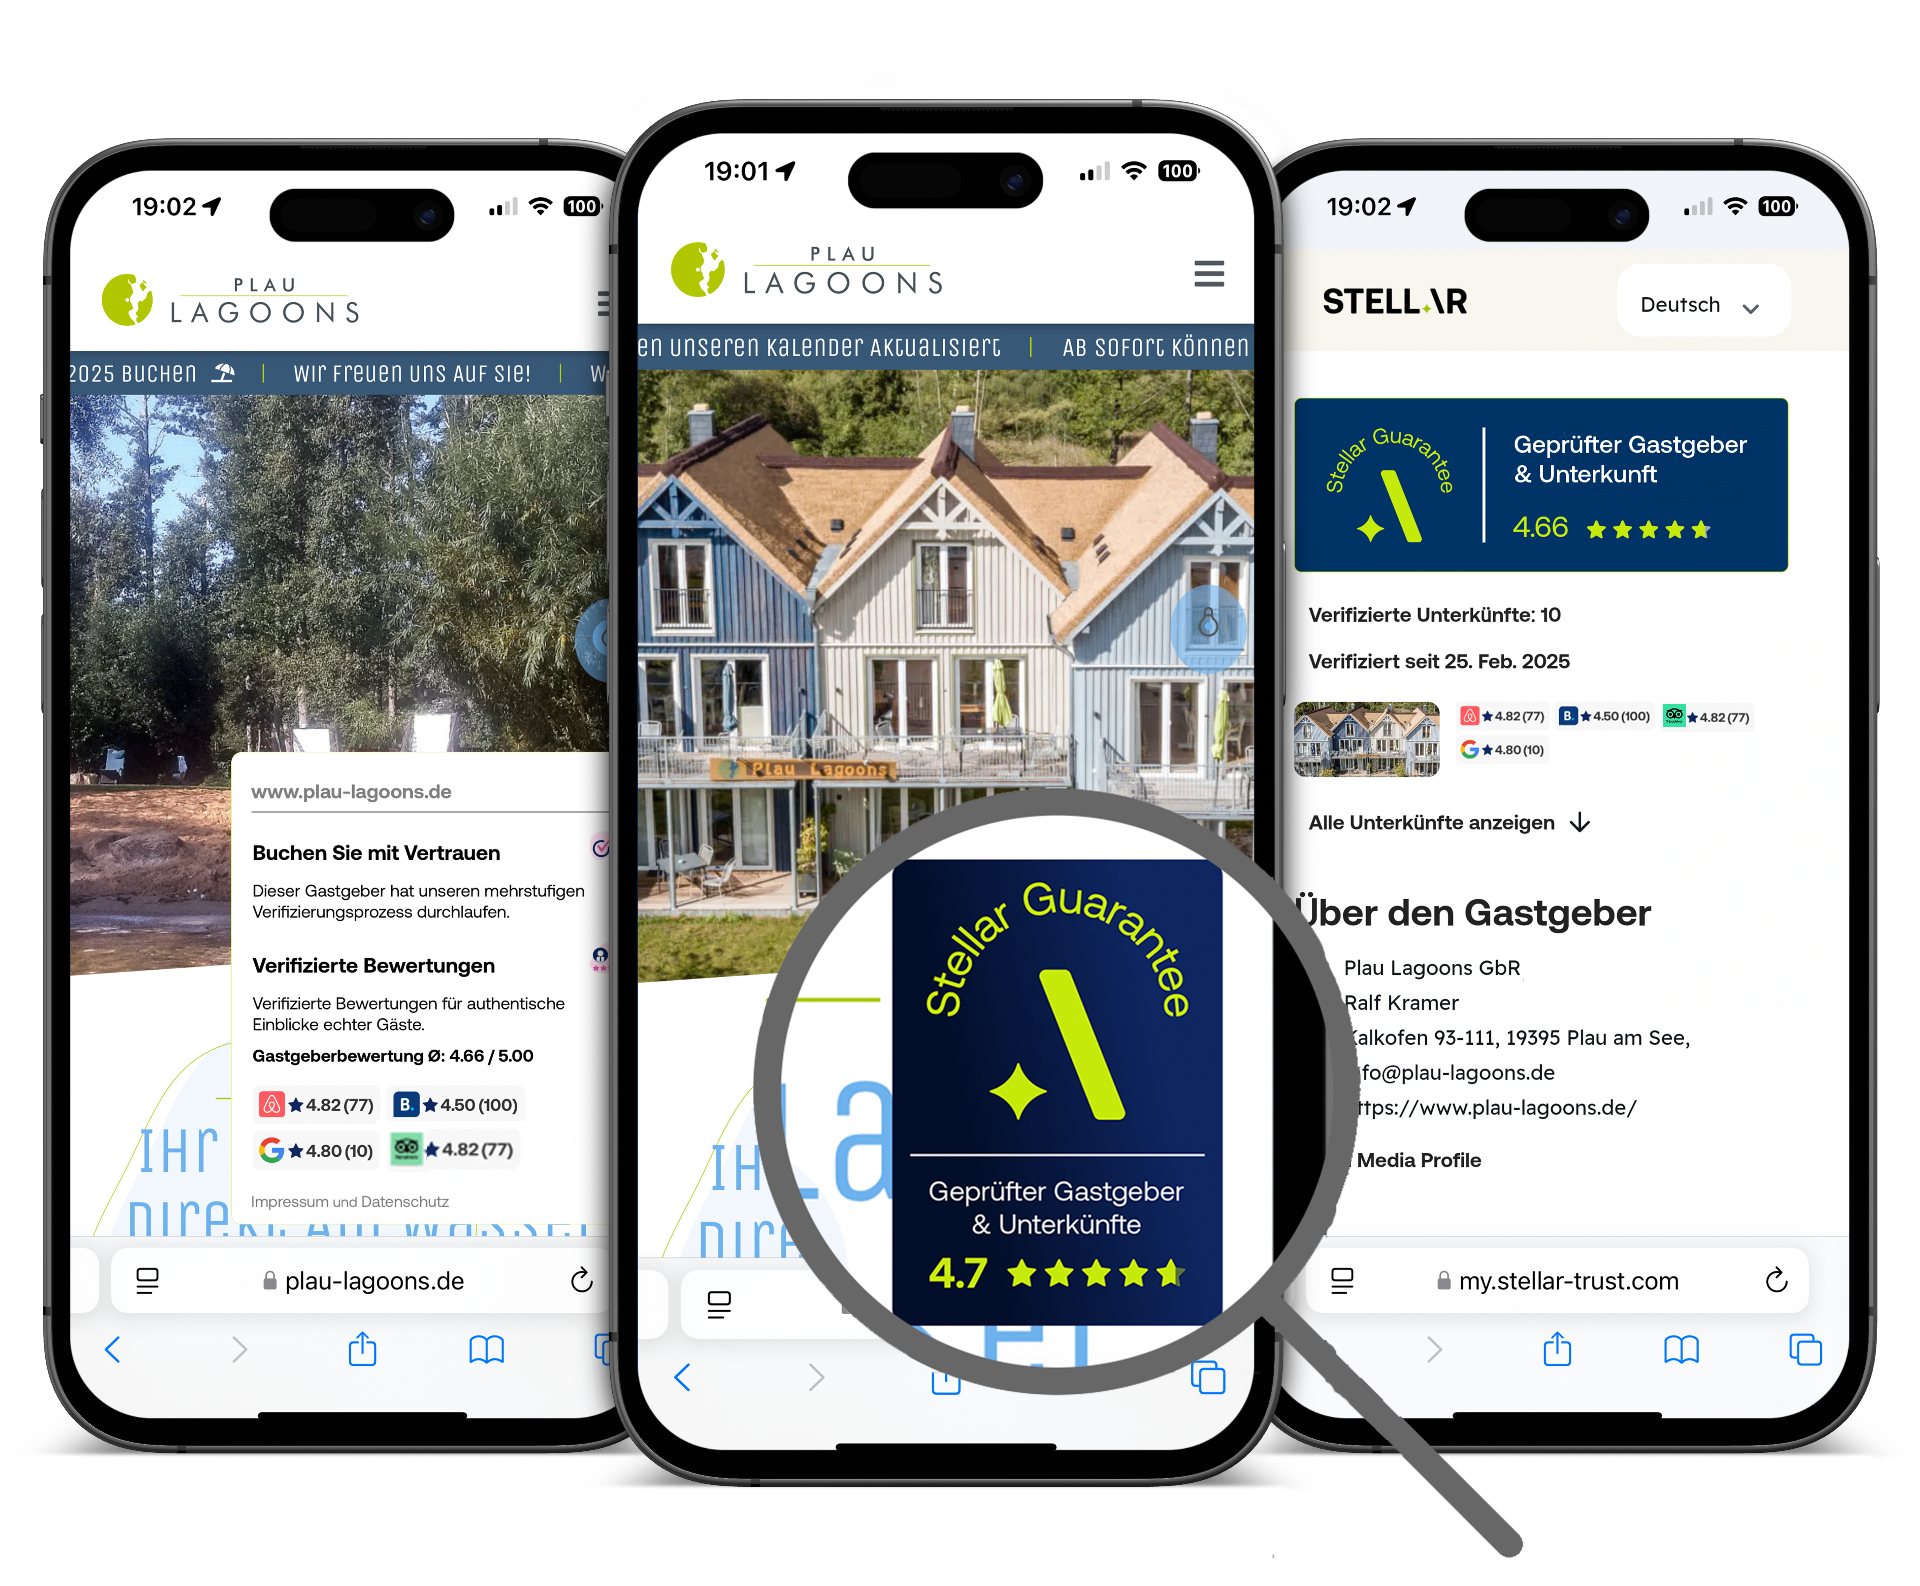 19:02
100
PLAU
LAGOONS
2025 BUCHEN
WIR FREUEN UNS AUF SIE!
W
www.plau-lagoons.de
Buchen Sie mit Vertrauen
Dieser Gastgeber hat unseren mehrstufigen
Verifizierungsprozess durchlaufen.
Verifizierte Bewertungen
Verifizierte Bewertungen für authentische
Einblicke echter Gäste.
Gastgeberbewertung Ø: 4.66 / 5.00
4.82 (77)
B. 4.50 (100)
4.80 (10)
4.82 (77)
Impressum und Datenschutz
IHr
Direkt am Wasser
plau-lagoons.de
19:01
100
PLAU
LAGOONS
en unseren Kalender aktualisiert
AB SOFORT KÖNNEN
Plau Lagoons
Stellar Guarantee
Geprüfter Gastgeber
& Unterkünfte
4.7
IH
La
Dire
19:02
100
STELLAR
Deutsch
Stellar Guarantee
Geprüfter Gastgeber
& Unterkunft
4.66
Verifizierte Unterkünfte: 10
Verifiziert seit 25. Feb. 2025
4.82 (77)
B. 4.50 (100)
4.82 (77)
4.80 (10)
Alle Unterkünfte anzeigen
Über den Gastgeber
Plau Lagoons GbR
Ralf Kramer
Kalkofen 93-111, 19395 Plau am See,
fo@plau-lagoons.de
ttps://www.plau-lagoons.de/
Media Profile
my.stellar-trust.com